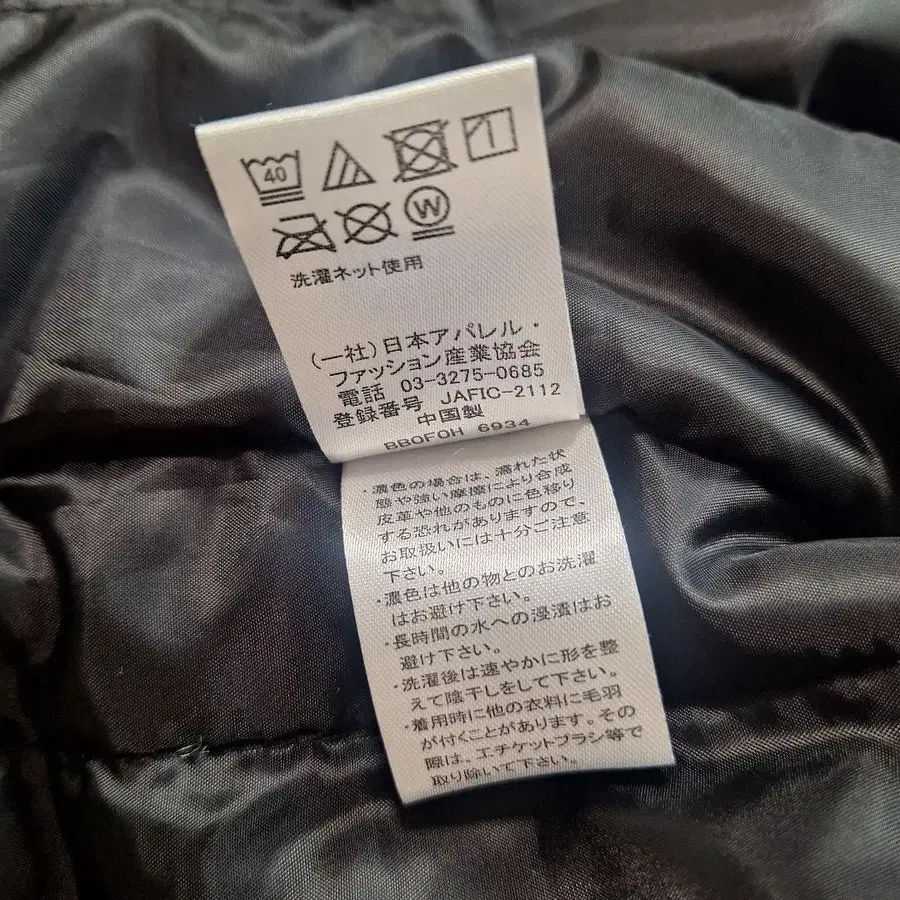 40
W
洗濯ネット使用
(一社)日本アパレル・
ファッション産業協会
電話 03-3275-0685
登録番号 JAFIC-2112
中国製
BBOFOH 6934
・濃色の場合は、濡れた状
態や強い摩擦により合成
皮革や他のものに色移り
する恐れがありますので、
お取扱いには十分ご注意
下さい。
・濃色は他の物とのお洗濯
はお避け下さい。
・長時間の水への浸漬はお
避け下さい。
・洗濯後は速やかに形を整
えて陰干しをして下さい。
・着用時に他の衣料に毛羽
が付くことがあります。その
際は、エチケットブラシ等で
取り除いて下さい。